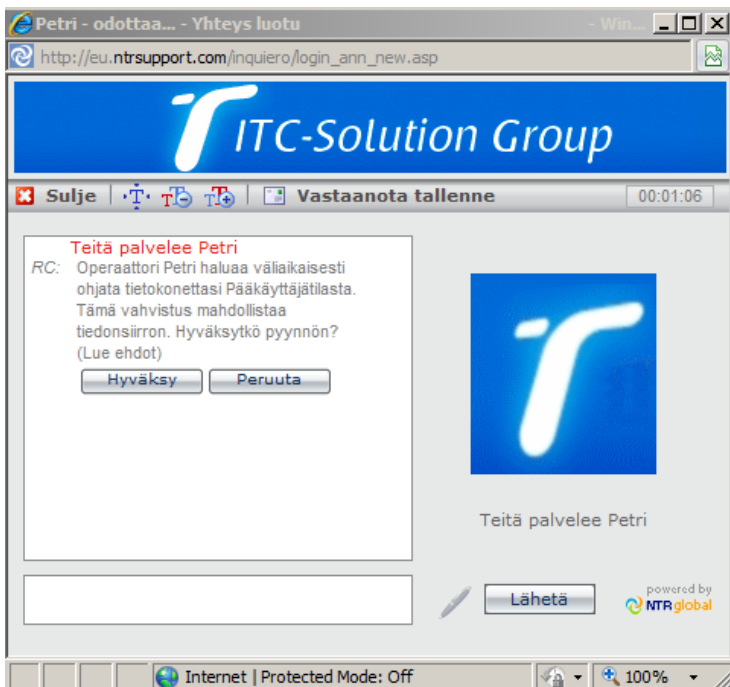 Petri - odottaa... - Yhteys luotu - Win...
http://eu.ntrsupport.com/inquiero/login_ann_new.asp
ITC-Solution Group
Sulje T T T Vastaanota tallenne 00:01:06
Teitä palvelee Petri
RC: Operaattori Petri haluaa väliaikaisesti
ohjata tietokonettasi Pääkäyttäjätilasta.
Tämä vahvistus mahdollistaa
tiedonsiirron. Hyväksytkö pyynnön?
(Lue ehdot)
Hyväksy Peruuta
Teitä palvelee Petri
Lähetä
powered by
NTRglobal
Internet | Protected Mode: Off 100%